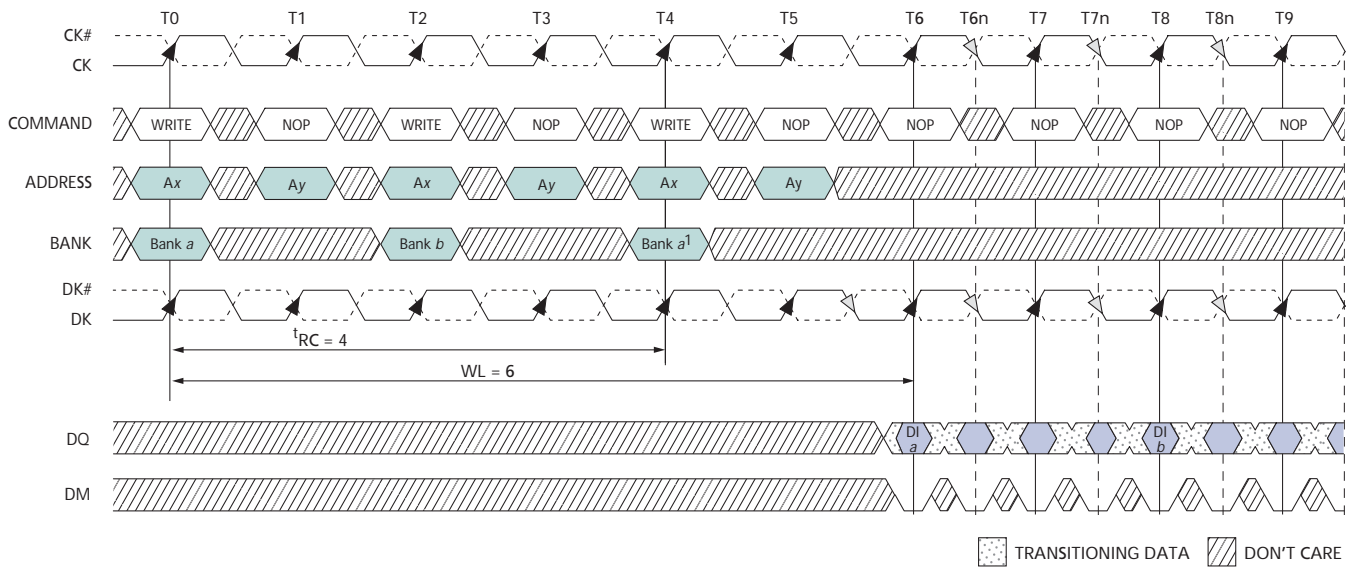 T0 T1 T2 T3 T4 T5 T6 T6n T7 T7n T8 T8n T9
CK#
CK
COMMAND WRITE NOP WRITE NOP WRITE NOP NOP NOP NOP NOP
ADDRESS Ax Ay Ax Ay Ax Ay
BANK Bank a Bank b Bank a1
DK#
DK
tRC = 4
WL = 6
DQ DI a DI b
DM
TRANSITIONING DATA DON'T CARE